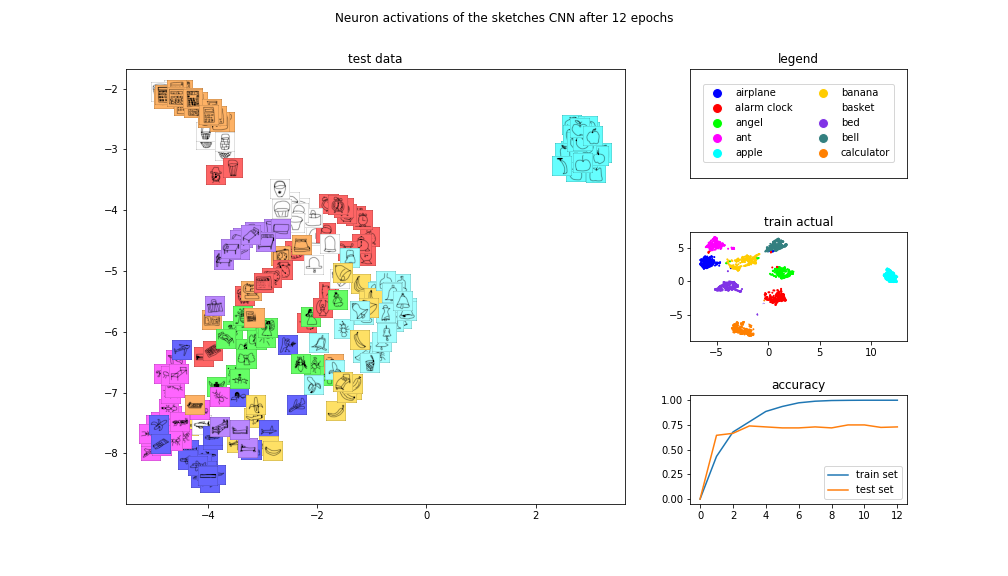 Neuron activations of the sketches CNN after 12 epochs
test data
−2
−3
−4
−5
−6
−7
−8
−4 −2 0 2
legend
airplane banana
alarm clock basket
angel bed
ant bell
apple calculator
train actual
5
0
−5
−5 0 5 10
accuracy
1.00
0.75
0.50
0.25
0.00
train set
test set
0 2 4 6 8 10 12